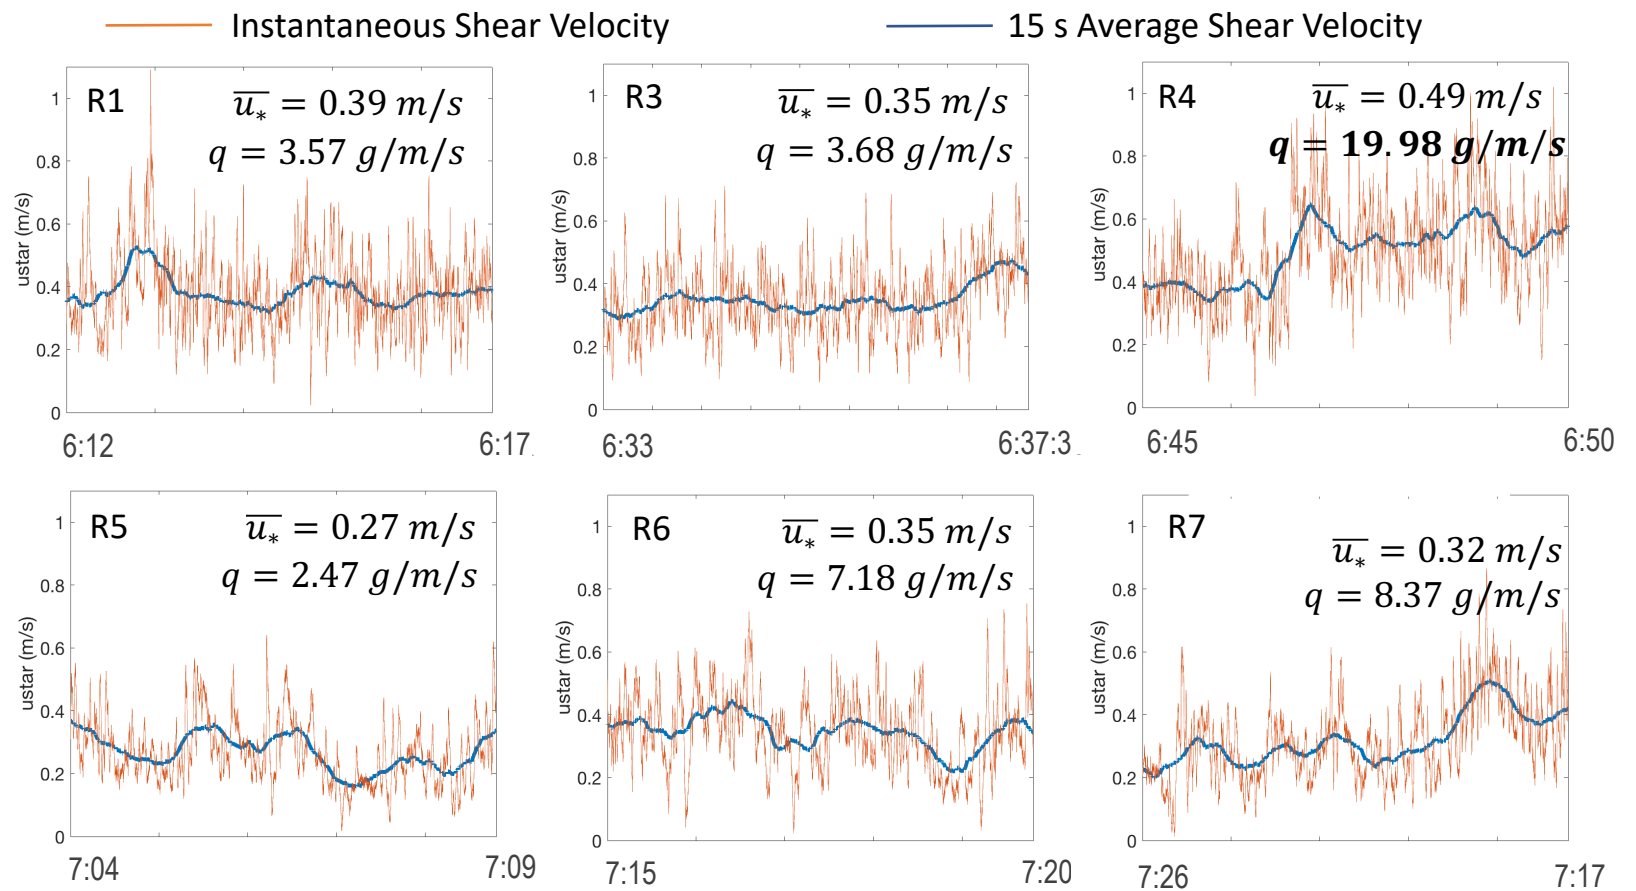 Instantaneous Shear Velocity
15 s Average Shear Velocity
R1
u̅_* = 0.39 m/s
q = 3.57 g/m/s
ustar (m/s)
1
0.8
0.6
0.4
0.2
0
6:12
6:17
R3
u̅_* = 0.35 m/s
q = 3.68 g/m/s
ustar (m/s)
1
0.8
0.6
0.4
0.2
0
6:33
6:37:3
R4
u̅_* = 0.49 m/s
q = 19.98 g/m/s
ustar (m/s)
1
0.8
0.6
0.4
0.2
0
6:45
6:50
R5
u̅_* = 0.27 m/s
q = 2.47 g/m/s
ustar (m/s)
1
0.8
0.6
0.4
0.2
0
7:04
7:09
R6
u̅_* = 0.35 m/s
q = 7.18 g/m/s
ustar (m/s)
1
0.8
0.6
0.4
0.2
0
7:15
7:20
R7
u̅_* = 0.32 m/s
q = 8.37 g/m/s
ustar (m/s)
1
0.8
0.6
0.4
0.2
0
7:26
7:17